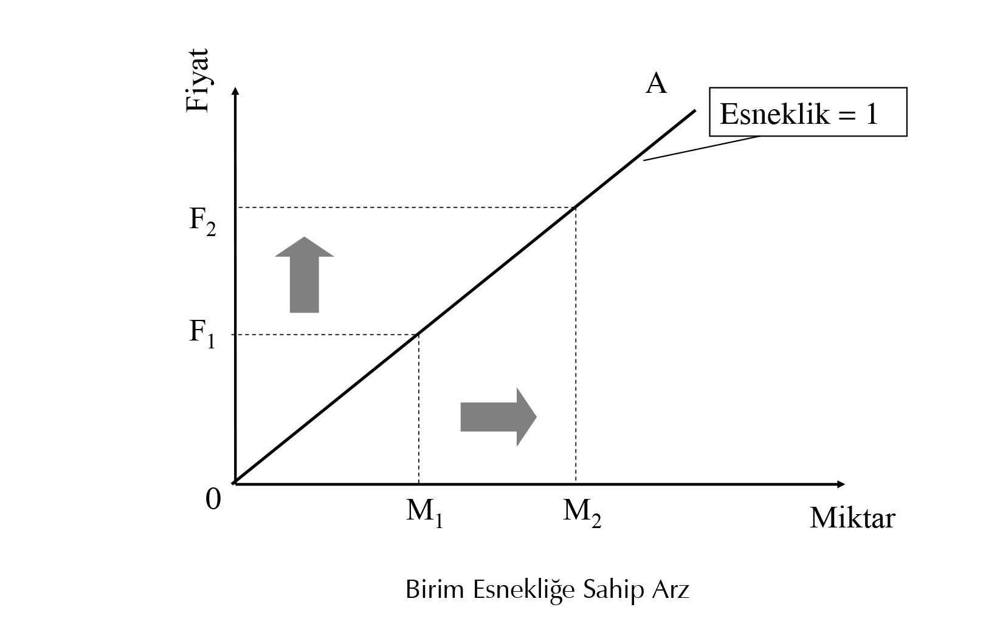 Fiyat
A
Esneklik = 1
F₂
F₁
0
M₁
M₂
Miktar
Birim Esnekliğe Sahip Arz